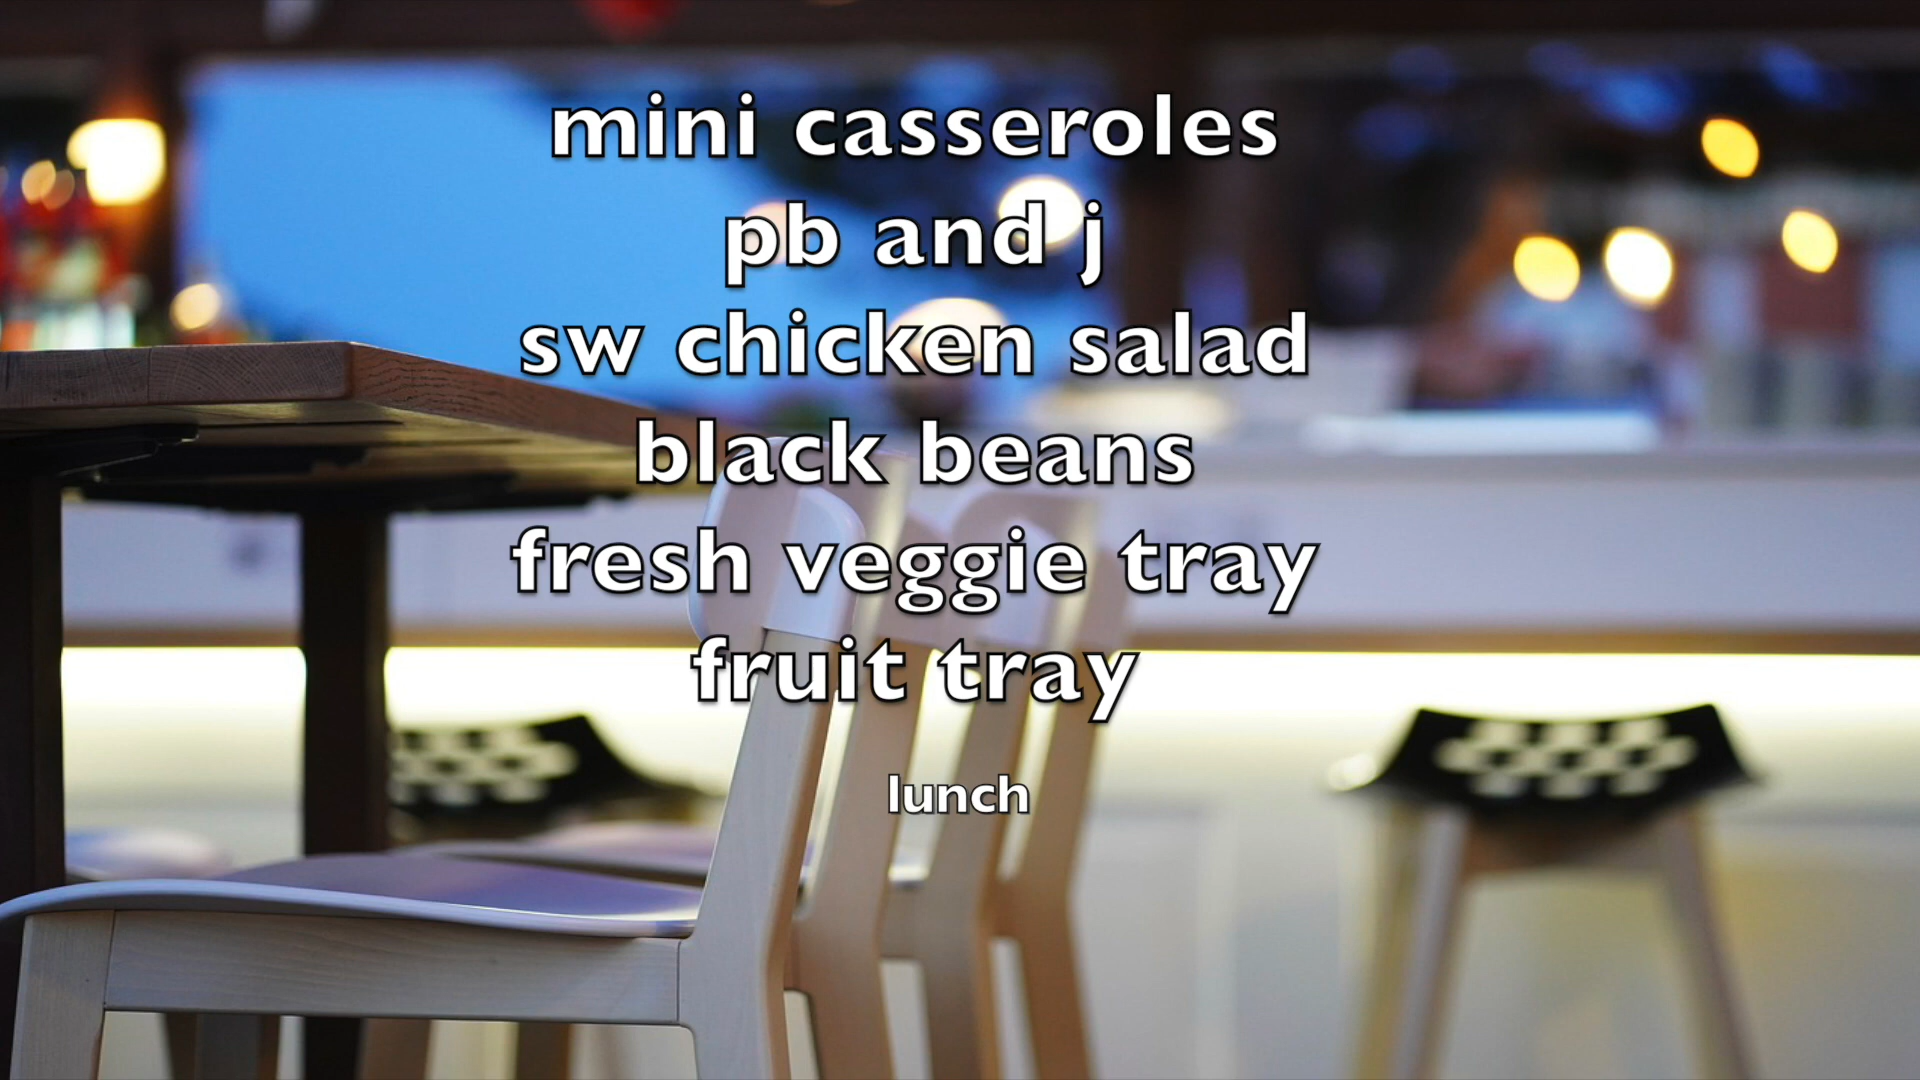 mini casseroles
pb and j
sw chicken salad
black beans
fresh veggie tray
fruit tray
lunch